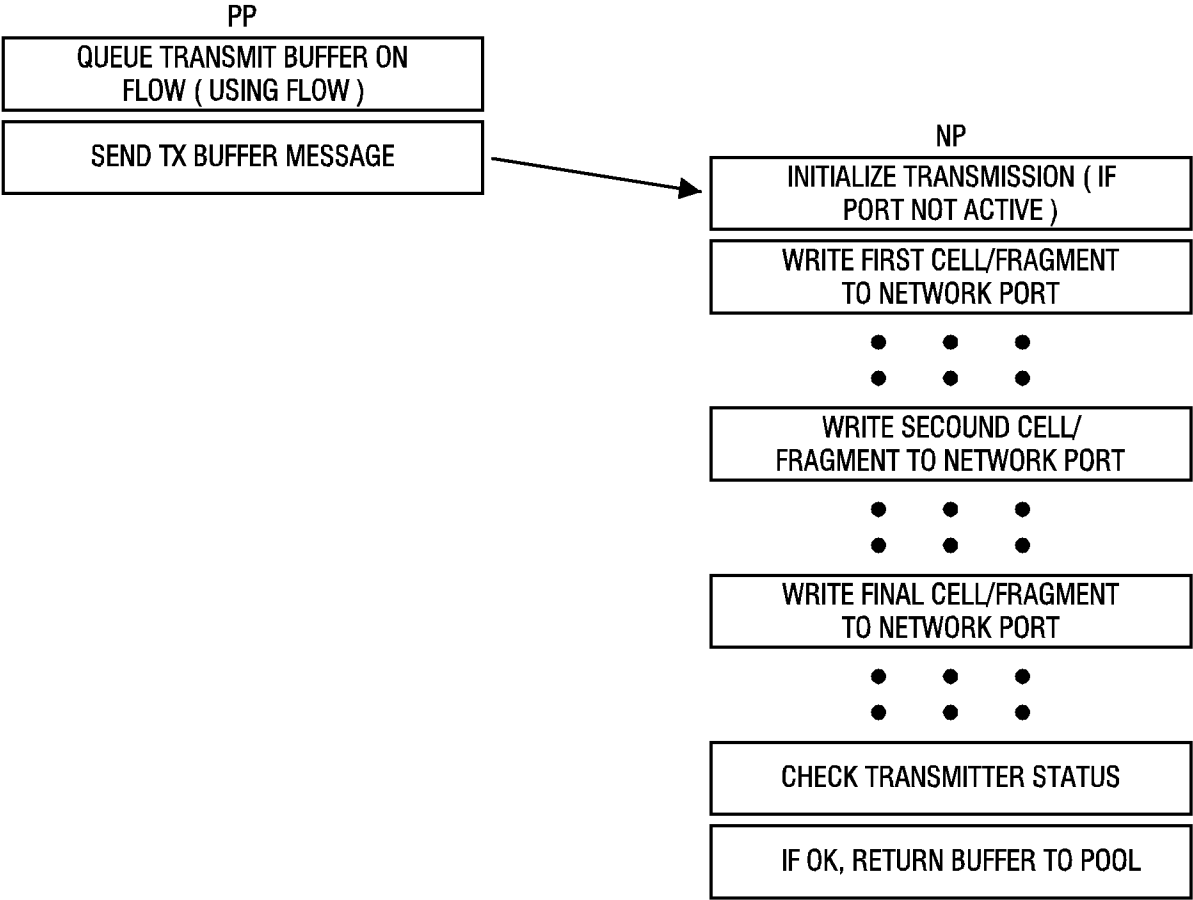 PP
QUEUE TRANSMIT BUFFER ON
FLOW ( USING FLOW )
SEND TX BUFFER MESSAGE
NP
INITIALIZE TRANSMISSION ( IF
PORT NOT ACTIVE )
WRITE FIRST CELL/FRAGMENT
TO NETWORK PORT
WRITE SECOUND CELL/
FRAGMENT TO NETWORK PORT
WRITE FINAL CELL/FRAGMENT
TO NETWORK PORT
CHECK TRANSMITTER STATUS
IF OK, RETURN BUFFER TO POOL